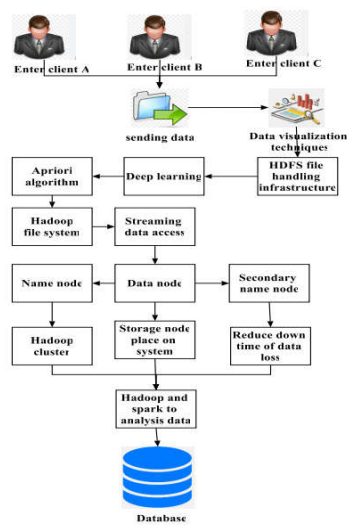 Enter client A
Enter client B
Enter client C
sending data
Data visualization
techniques
Apriori
algorithm
Deep learning
HDFS file
handling
infrastructure
Hadoop
file system
Streaming
data access
Name node
Data node
Secondary
name node
Hadoop
cluster
Storage node
place on
system
Reduce down
time of data
loss
Hadoop and
spark to
analysis data
Database